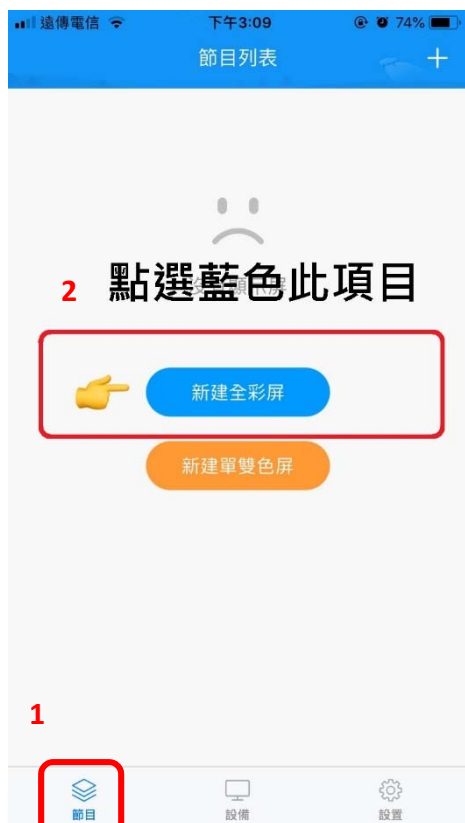 遠傳電信 下午3:09 74%
節目列表 +
2 點選藍色此項目
新建全彩屏
新建單雙色屏
1
節目 設備 設置